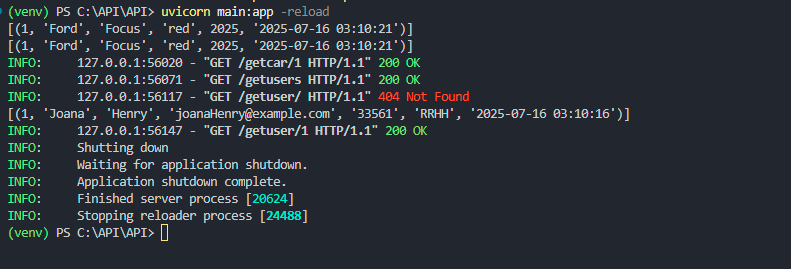 (venv) PS C:\API\API> uvicorn main:app -reload
[(1, 'Ford', 'Focus', 'red', 2025, '2025-07-16 03:10:21')]
[(1, 'Ford', 'Focus', 'red', 2025, '2025-07-16 03:10:21')]
INFO:     127.0.0.1:56020 - "GET /getcar/1 HTTP/1.1" 200 OK
INFO:     127.0.0.1:56071 - "GET /getusers HTTP/1.1" 200 OK
INFO:     127.0.0.1:56117 - "GET /getuser/ HTTP/1.1" 404 Not Found
[(1, 'Joana', 'Henry', 'joanaHenry@example.com', '33561', 'RRHH', '2025-07-16 03:10:16')]
INFO:     127.0.0.1:56147 - "GET /getuser/1 HTTP/1.1" 200 OK
INFO:     Shutting down
INFO:     Waiting for application shutdown.
INFO:     Application shutdown complete.
INFO:     Finished server process [20624]
INFO:     Stopping reloader process [24488]
(venv) PS C:\API\API>